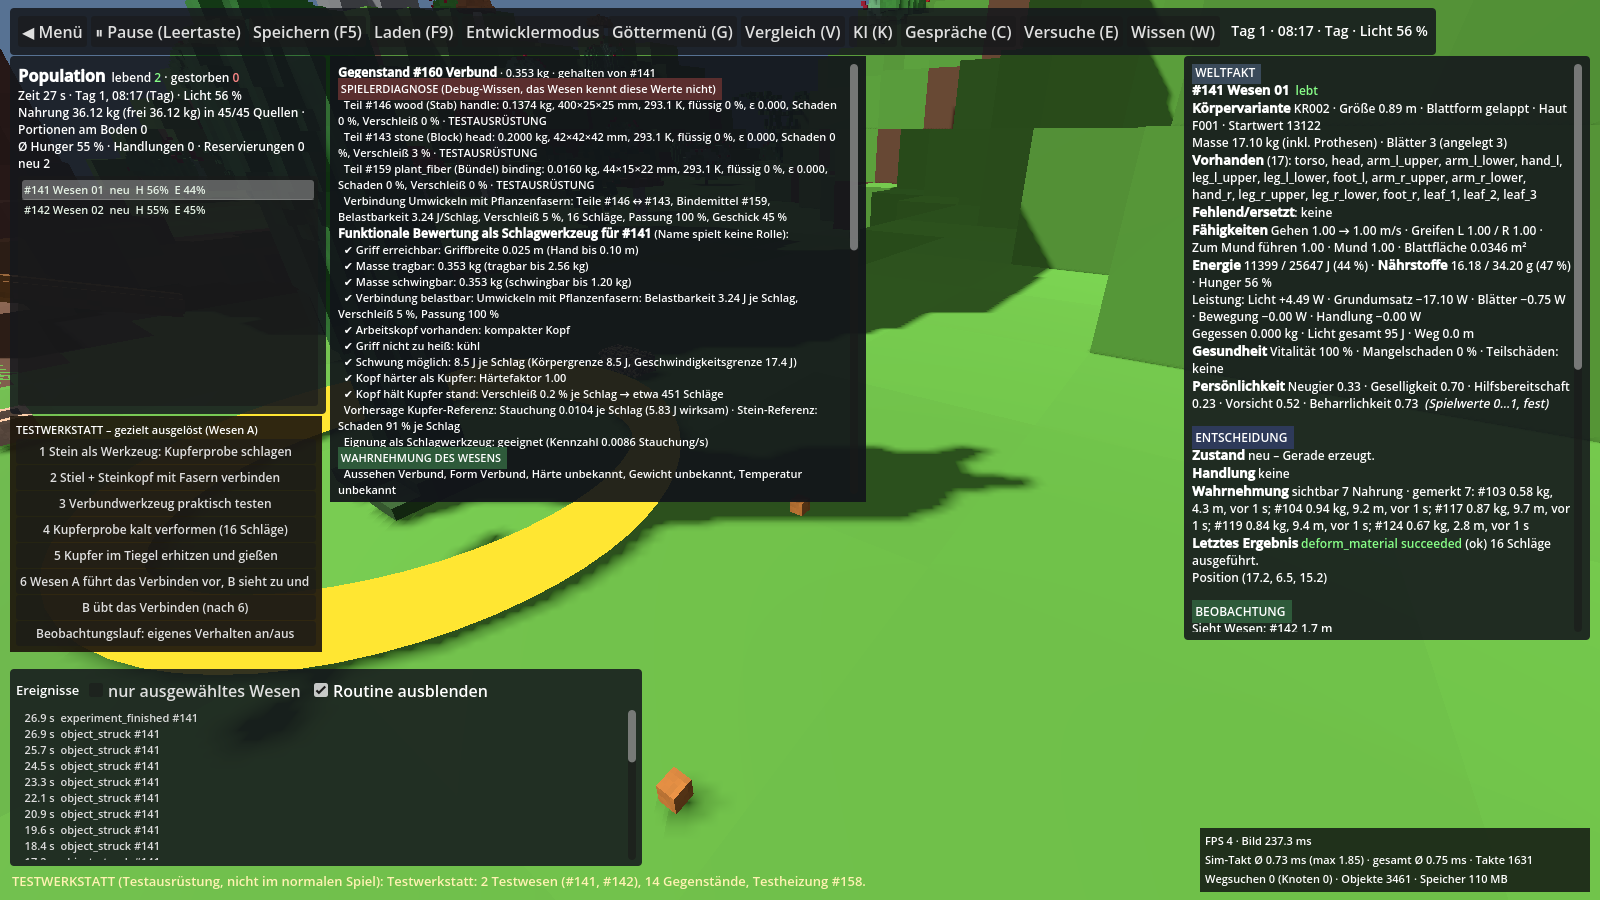 ◀ Menü ⏸ Pause (Leertaste) Speichern (F5) Laden (F9) Entwicklermodus Göttermenü (G) Vergleich (V) KI (K) Gespräche (C) Versuche (E) Wissen (W) Tag 1 · 08:17 · Tag · Licht 56 %
Population lebend 2 · gestorben 0
Zeit 27 s · Tag 1, 08:17 (Tag) · Licht 56 %
Nahrung 36.12 kg (frei 36.12 kg) in 45/45 Quellen ·
Portionen am Boden 0
Ø Hunger 55 % · Handlungen 0 · Reservierungen 0
neu 2
#141 Wesen 01 neu H 56% E 44%
#142 Wesen 02 neu H 55% E 45%
TESTWERKSTATT – gezielt ausgelöst (Wesen A)
1 Stein als Werkzeug: Kupferprobe schlagen
2 Stiel + Steinkopf mit Fasern verbinden
3 Verbundwerkzeug praktisch testen
4 Kupferprobe kalt verformen (16 Schläge)
5 Kupfer im Tiegel erhitzen und gießen
6 Wesen A führt das Verbinden vor, B sieht zu und
B übt das Verbinden (nach 6)
Beobachtungslauf: eigenes Verhalten an/aus
Gegenstand #160 Verbund · 0.353 kg · gehalten von #141
SPIELERDIAGNOSE (Debug-Wissen, das Wesen kennt diese Werte nicht)
Teil #146 wood (Stab) handle: 0.1374 kg, 400×25×25 mm, 293.1 K, flüssig 0 %, ε 0.000, Schaden
0 %, Verschleiß 0 % · TESTAUSRÜSTUNG
Teil #143 stone (Block) head: 0.2000 kg, 42×42×42 mm, 293.1 K, flüssig 0 %, ε 0.000, Schaden 0
%, Verschleiß 3 % · TESTAUSRÜSTUNG
Teil #159 plant_fiber (Bündel) binding: 0.0160 kg, 44×15×22 mm, 293.1 K, flüssig 0 %, ε 0.000,
Schaden 0 %, Verschleiß 0 % · TESTAUSRÜSTUNG
Verbindung Umwickeln mit Pflanzenfasern: Teile #146 ↔ #143, Bindemittel #159,
Belastbarkeit 3.24 J/Schlag, Verschleiß 5 %, 16 Schläge, Passung 100 %, Geschick 45 %
Funktionale Bewertung als Schlagwerkzeug für #141 (Name spielt keine Rolle):
✔ Griff erreichbar: Griffbreite 0.025 m (Hand bis 0.10 m)
✔ Masse tragbar: 0.353 kg (tragbar bis 2.56 kg)
✔ Masse schwingbar: 0.353 kg (schwingbar bis 1.20 kg)
✔ Verbindung belastbar: Umwickeln mit Pflanzenfasern: Belastbarkeit 3.24 J je Schlag,
Verschleiß 5 %, Passung 100 %
✔ Arbeitskopf vorhanden: kompakter Kopf
✔ Griff nicht zu heiß: kühl
✔ Schwung möglich: 8.5 J je Schlag (Körpergrenze 8.5 J, Geschwindigkeitsgrenze 17.4 J)
✔ Kopf härter als Kupfer: Härtefaktor 1.00
✔ Kopf hält Kupfer stand: Verschleiß 0.2 % je Schlag → etwa 451 Schläge
Vorhersage Kupfer-Referenz: Stauchung 0.0104 je Schlag (5.83 J wirksam) · Stein-Referenz:
Schaden 91 % je Schlag
Eignung als Schlagwerkzeug: geeignet (Kennzahl 0.0086 Stauchung/s)
WAHRNEHMUNG DES WESENS
Aussehen Verbund, Form Verbund, Härte unbekannt, Gewicht unbekannt, Temperatur
unbekannt
WELTFAKT
#141 Wesen 01 lebt
Körpervariante KR002 · Größe 0.89 m · Blattform gelappt · Haut
F001 · Startwert 13122
Masse 17.10 kg (inkl. Prothesen) · Blätter 3 (angelegt 3)
Vorhanden (17): torso, head, arm_l_upper, arm_l_lower, hand_l,
leg_l_upper, leg_l_lower, foot_l, arm_r_upper, arm_r_lower,
hand_r, leg_r_upper, leg_r_lower, foot_r, leaf_1, leaf_2, leaf_3
Fehlend/ersetzt: keine
Fähigkeiten Gehen 1.00 → 1.00 m/s · Greifen L 1.00 / R 1.00 ·
Zum Mund führen 1.00 · Mund 1.00 · Blattfläche 0.0346 m²
Energie 11399 / 25647 J (44 %) · Nährstoffe 16.18 / 34.20 g (47 %)
· Hunger 56 %
Leistung: Licht +4.49 W · Grundumsatz −17.10 W · Blätter −0.75 W
· Bewegung −0.00 W · Handlung −0.00 W
Gegessen 0.000 kg · Licht gesamt 95 J · Weg 0.0 m
Gesundheit Vitalität 100 % · Mangelschaden 0 % · Teilschäden:
keine
Persönlichkeit Neugier 0.33 · Geselligkeit 0.70 · Hilfsbereitschaft
0.23 · Vorsicht 0.52 · Beharrlichkeit 0.73 (Spielwerte 0…1, fest)
ENTSCHEIDUNG
Zustand neu – Gerade erzeugt.
Handlung keine
Wahrnehmung sichtbar 7 Nahrung · gemerkt 7: #103 0.58 kg,
4.3 m, vor 1 s; #104 0.94 kg, 9.2 m, vor 1 s; #117 0.87 kg, 9.7 m, vor
1 s; #119 0.84 kg, 9.4 m, vor 1 s; #124 0.67 kg, 2.8 m, vor 1 s
Letztes Ergebnis deform_material succeeded (ok) 16 Schläge
ausgeführt.
Position (17.2, 6.5, 15.2)
BEOBACHTUNG
Sieht Wesen: #142 1.7 m
Ereignisse nur ausgewähltes Wesen Routine ausblenden
26.9 s experiment_finished #141
26.9 s object_struck #141
25.7 s object_struck #141
24.5 s object_struck #141
23.3 s object_struck #141
22.1 s object_struck #141
20.9 s object_struck #141
19.6 s object_struck #141
18.4 s object_struck #141
TESTWERKSTATT (Testausrüstung, nicht im normalen Spiel): Testwerkstatt: 2 Testwesen (#141, #142), 14 Gegenstände, Testheizung #158.
FPS 4 · Bild 237.3 ms
Sim-Takt Ø 0.73 ms (max 1.85) · gesamt Ø 0.75 ms · Takte 1631
Wegsuchen 0 (Knoten 0) · Objekte 3461 · Speicher 110 MB